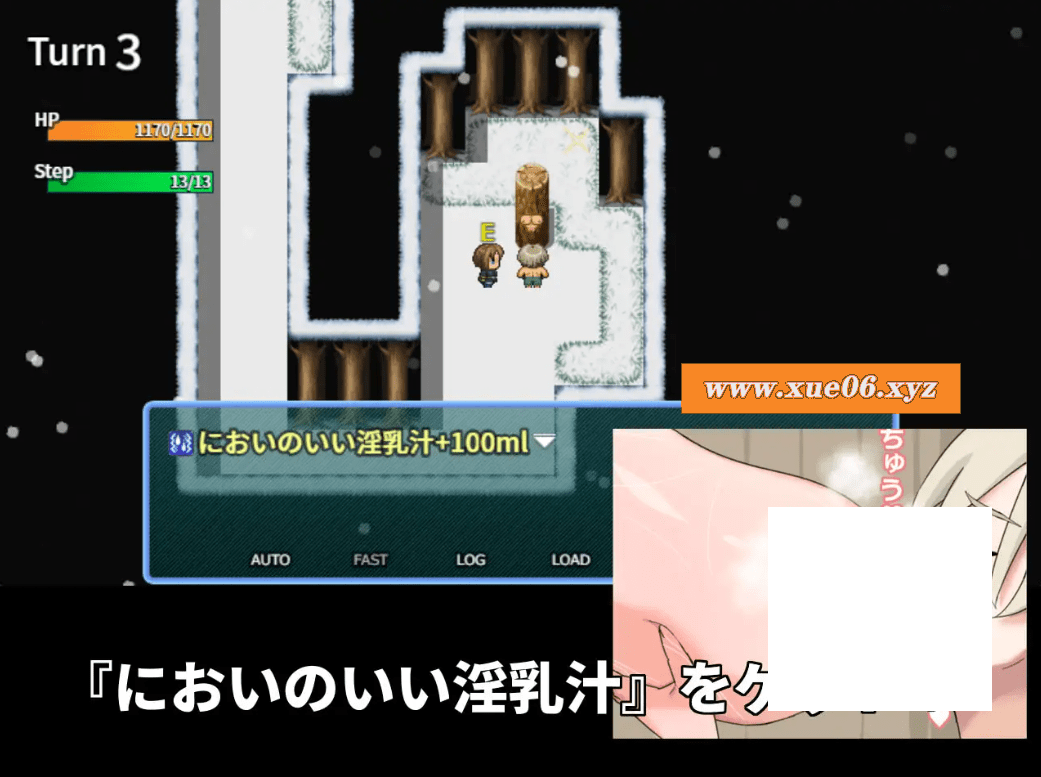 Turn 3
HP
1170/1170
Step
13/13
E
www.xue06.xyz
においのいい淫乳汁+100ml
ちゅう
AUTO
FAST
LOG
LOAD
『においのいい淫乳汁』を